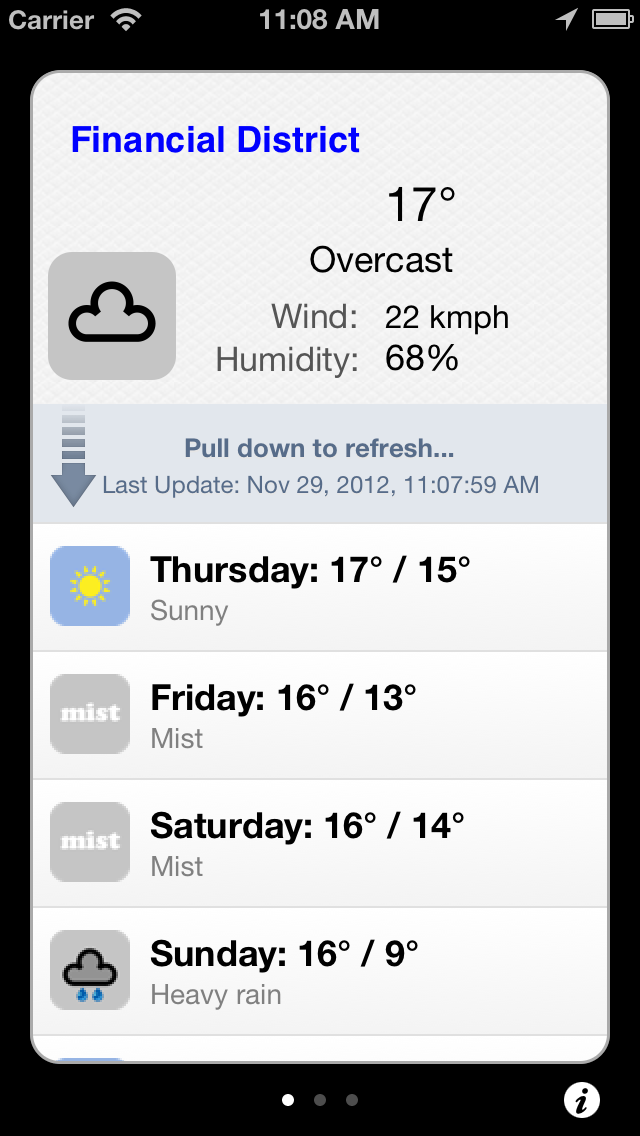 Carrier 11:08 AM
Financial District
17°
Overcast
Wind: 22 kmph
Humidity: 68%
Pull down to refresh...
Last Update: Nov 29, 2012, 11:07:59 AM
Thursday: 17° / 15°
Sunny
mist
Friday: 16° / 13°
Mist
mist
Saturday: 16° / 14°
Mist
Sunday: 16° / 9°
Heavy rain
i